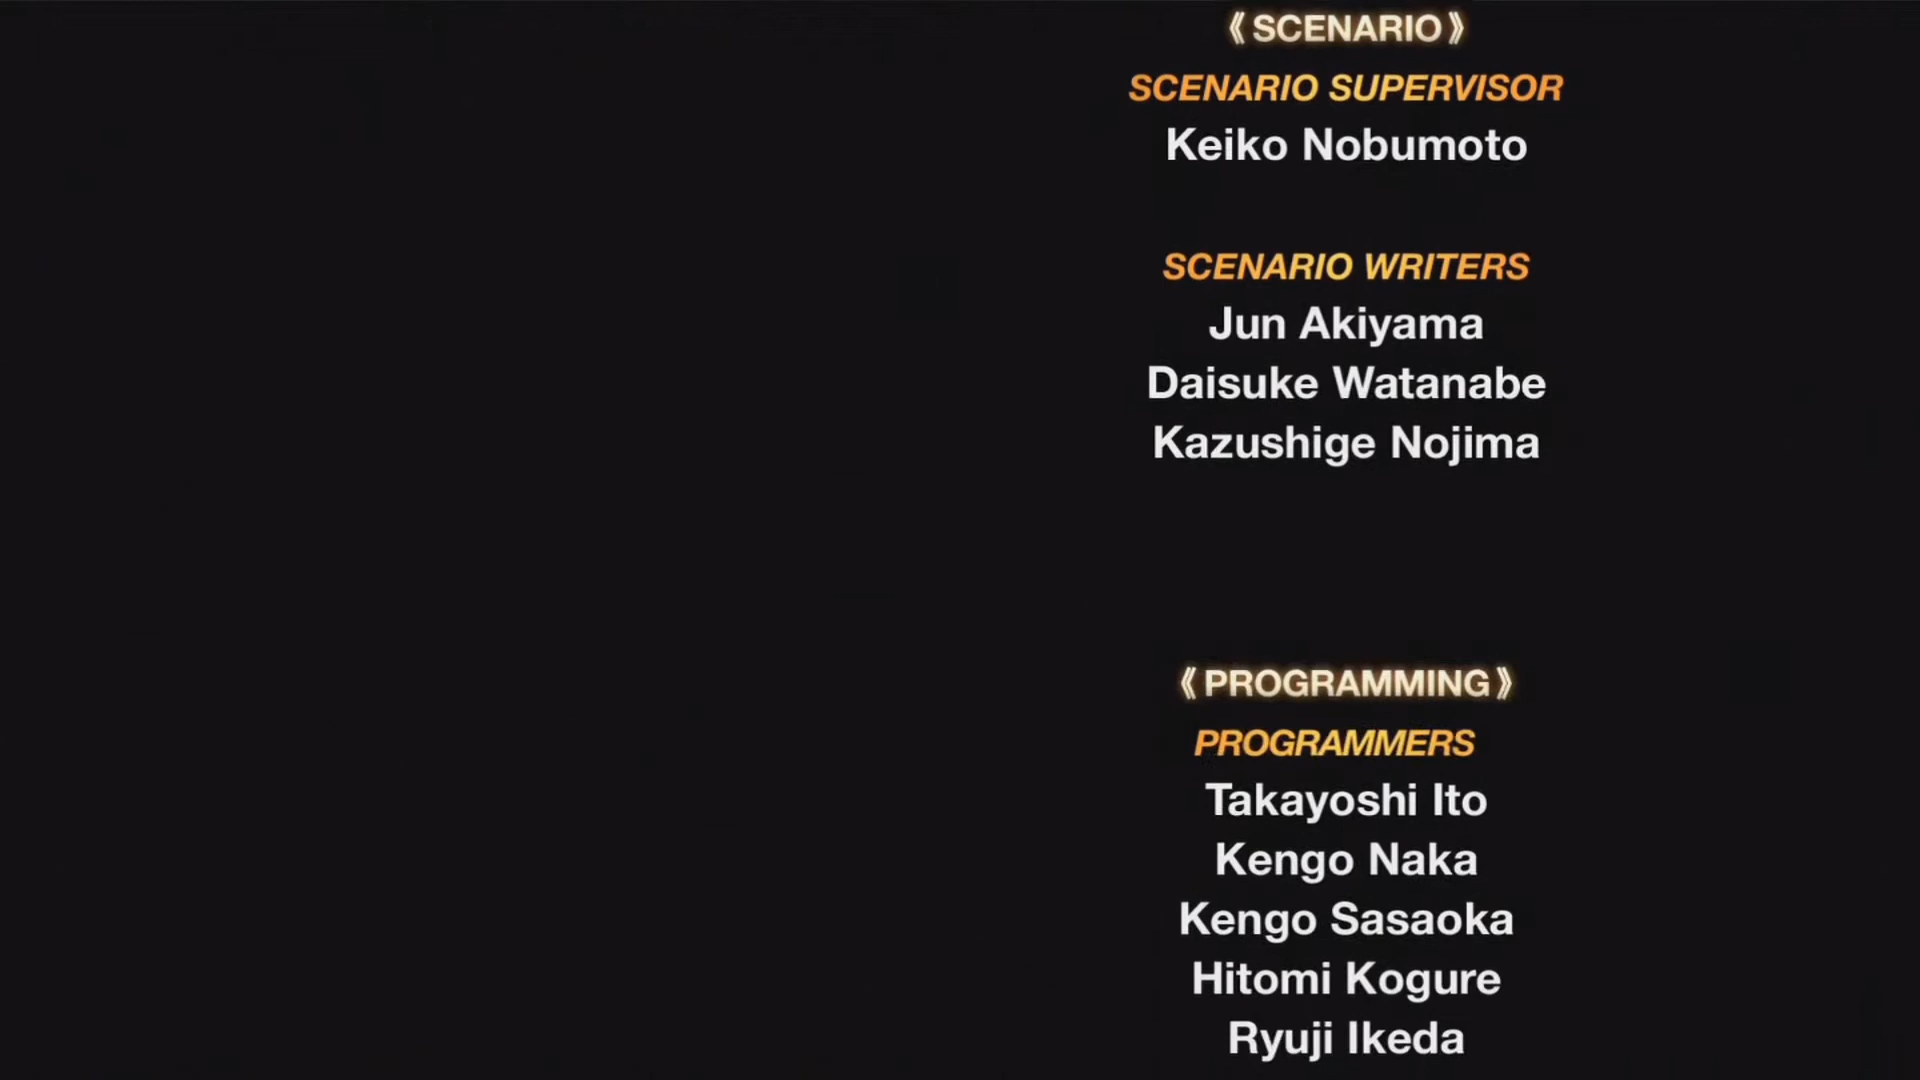 《SCENARIO》
SCENARIO SUPERVISOR
Keiko Nobumoto
SCENARIO WRITERS
Jun Akiyama
Daisuke Watanabe
Kazushige Nojima
《PROGRAMMING》
PROGRAMMERS
Takayoshi Ito
Kengo Naka
Kengo Sasaoka
Hitomi Kogure
Ryuji Ikeda